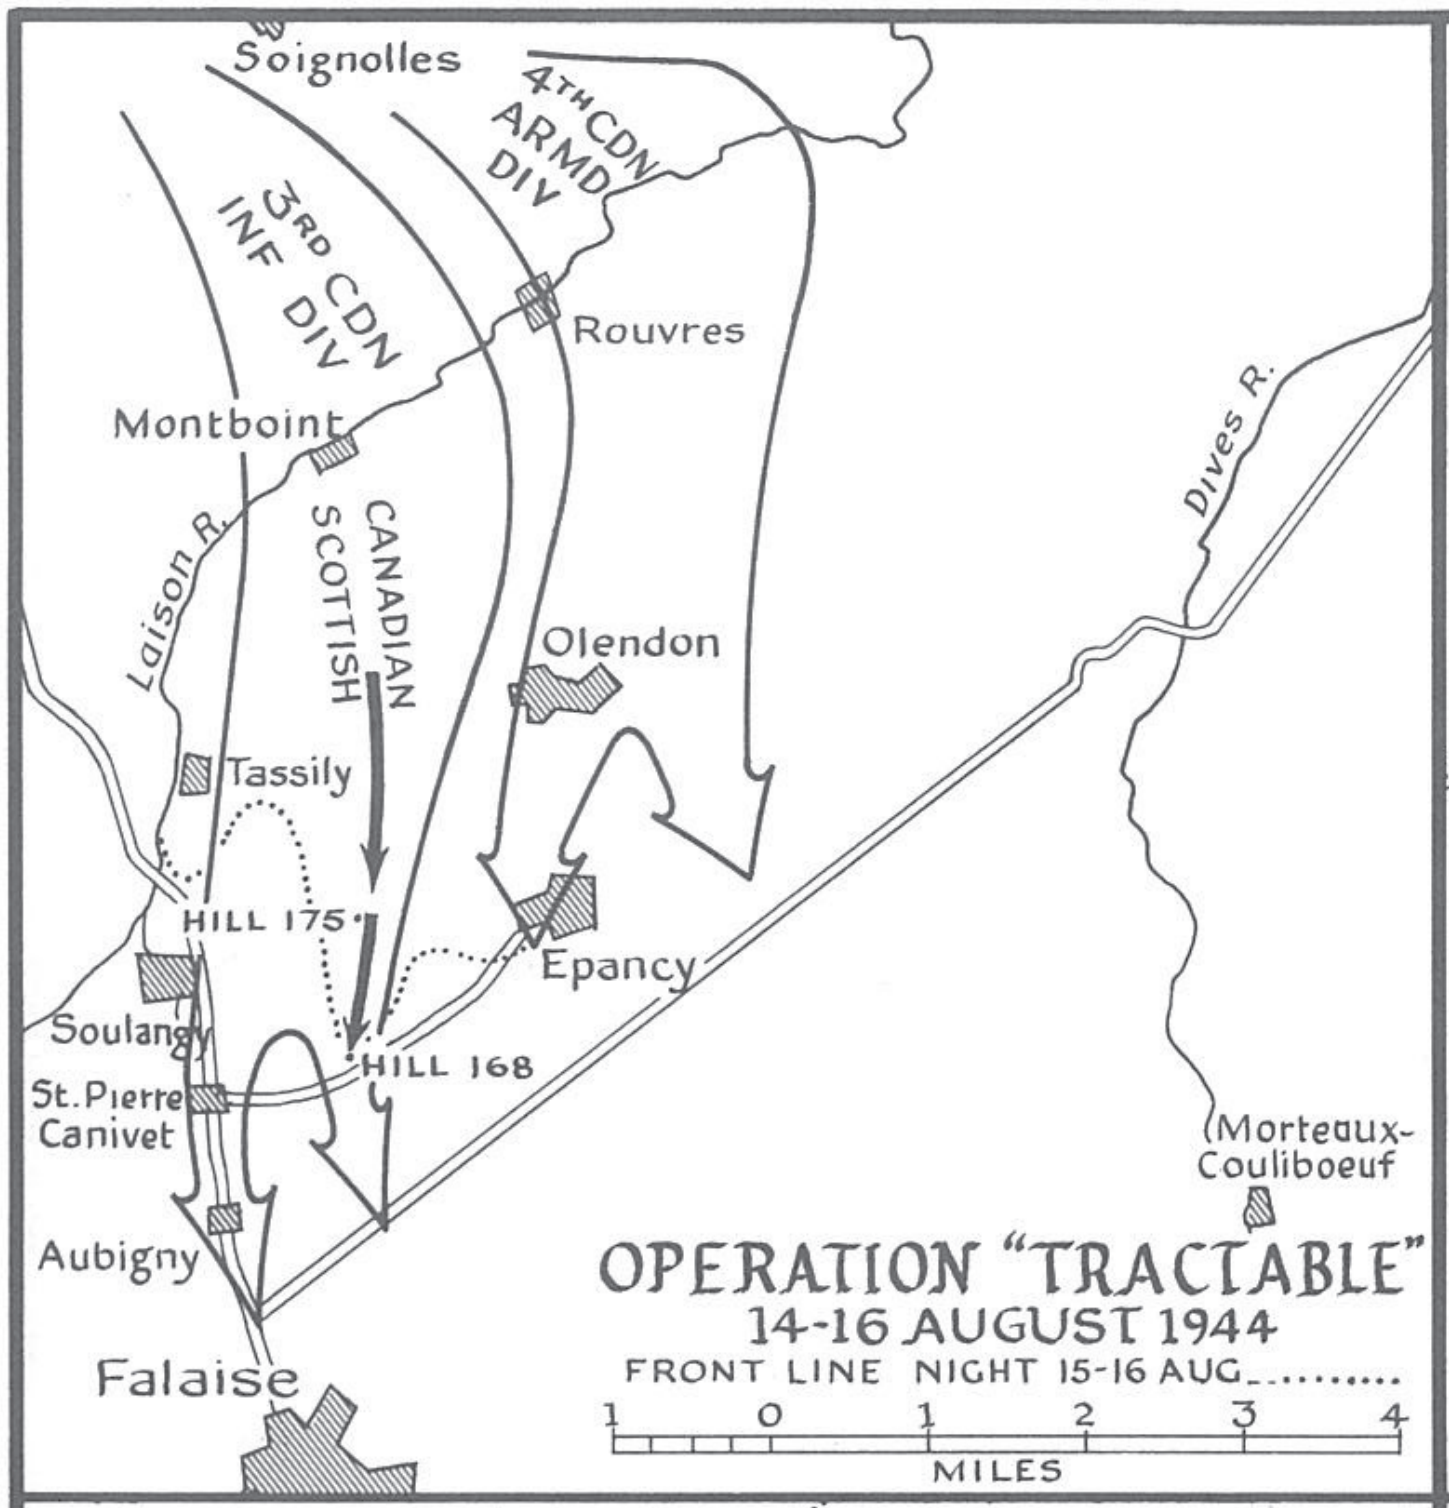 Soignolles
4TH CDN
ARMD
DIV
3RD CDN
INF DIV
Rouvres
Montboint
Dives R.
Laison R.
CANADIAN
SCOTTISH
Olendon
Tassily
HILL 175
Epancy
Soulangy
HILL 168
St. Pierre
Canivet
Morteaux-
Couliboeuf
Aubigny
OPERATION "TRACTABLE"
14-16 AUGUST 1944
FRONT LINE NIGHT 15-16 AUG
Falaise
1 0 1 2 3 4
MILES